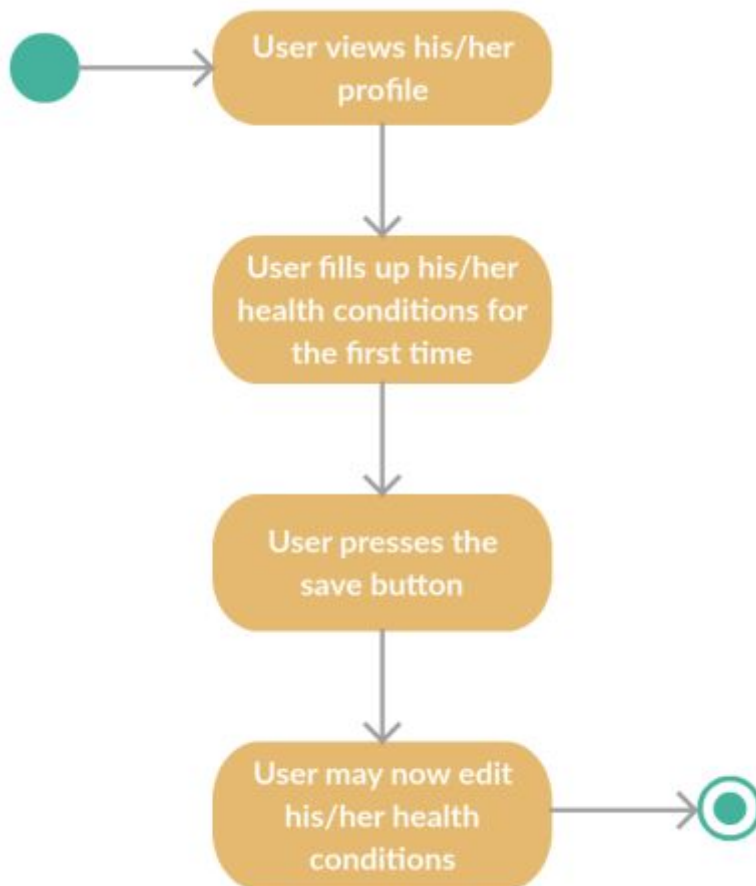 User views his/her
profile
User fills up his/her
health conditions for
the first time
User presses the
save button
User may now edit
his/her health
conditions